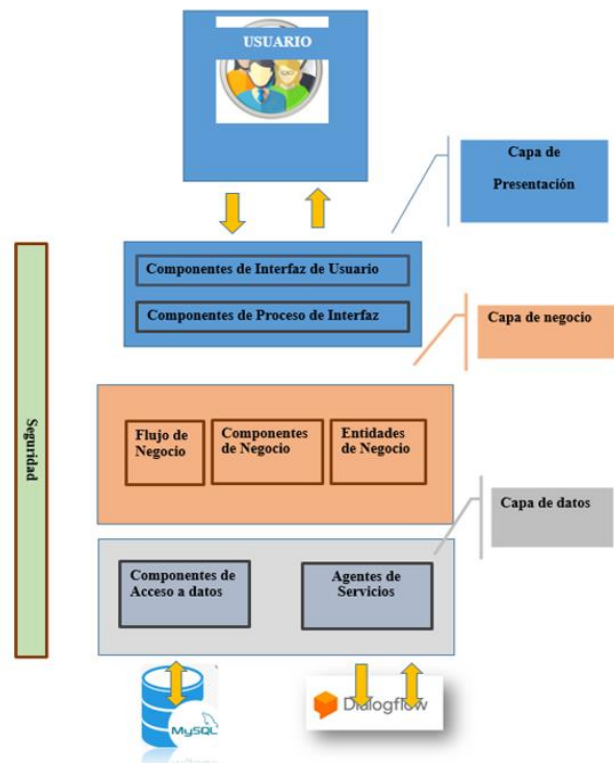 USUARIO
Capa de
Presentación
Componentes de Interfaz de Usuario
Componentes de Proceso de Interfaz
Capa de negocio
Seguridad
Flujo de
Negocio
Componentes
de Negocio
Entidades
de Negocio
Capa de datos
Componentes de
Acceso a datos
Agentes de
Servicios
MySQL
Dialogflow